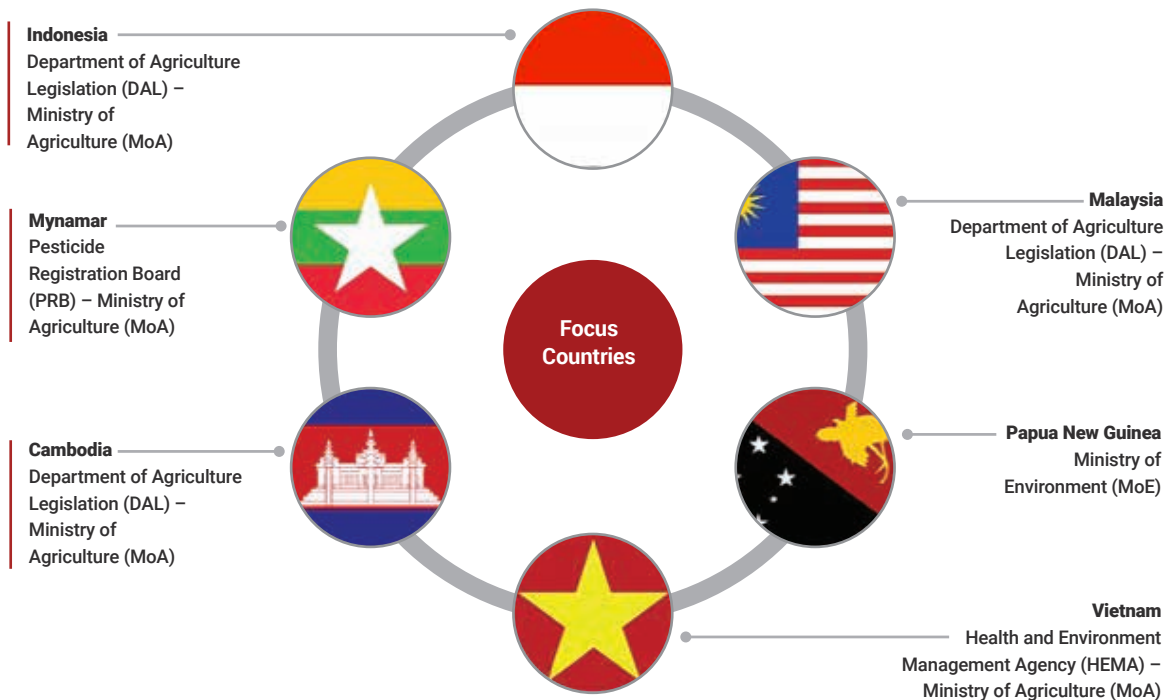 Indonesia
Department of Agriculture
Legislation (DAL) –
Ministry of
Agriculture (MoA)
Mynamar
Pesticide
Registration Board
(PRB) – Ministry of
Agriculture (MoA)
Cambodia
Department of Agriculture
Legislation (DAL) –
Ministry of
Agriculture (MoA)
Focus
Countries
Malaysia
Department of Agriculture
Legislation (DAL) –
Ministry of
Agriculture (MoA)
Papua New Guinea
Ministry of
Environment (MoE)
Vietnam
Health and Environment
Management Agency (HEMA) –
Ministry of Agriculture (MoA)